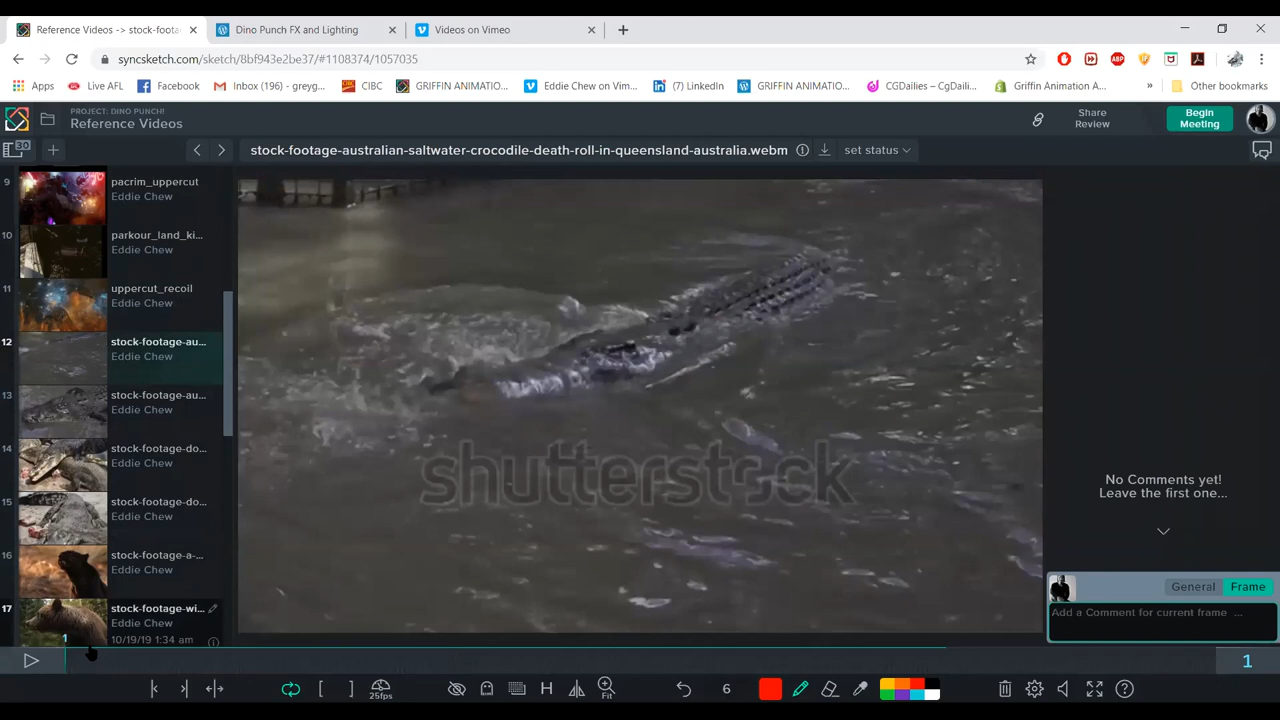 Reference Videos -> stock-foota
Dino Punch FX and Lighting
Videos on Vimeo
syncsketch.com/sketch/8bf943e2be37/#1108374/1057035
Apps
Live AFL
Facebook
Inbox (196) - greyg...
CIBC
GRIFFIN ANIMATIO...
Eddie Chew on Vim...
(7) LinkedIn
GRIFFIN ANIMATIO...
CGDailies – CgDaili...
Griffin Animation A...
»
Other bookmarks
PROJECT: DINO PUNCH!
Reference Videos
Share Review
Begin Meeting
30
stock-footage-australian-saltwater-crocodile-death-roll-in-queensland-australia.webm
set status
9 pacrim_uppercut
Eddie Chew
10 parkour_land_ki...
Eddie Chew
11 uppercut_recoil
Eddie Chew
12 stock-footage-au...
Eddie Chew
13 stock-footage-au...
Eddie Chew
14 stock-footage-do...
Eddie Chew
15 stock-footage-do...
Eddie Chew
16 stock-footage-a-...
Eddie Chew
17 stock-footage-wi...
Eddie Chew
10/19/19 1:34 am
shutterstock
No Comments yet!
Leave the first one...
General Frame
Add a Comment for current frame ...
1
1
25fps
H
Fit
6